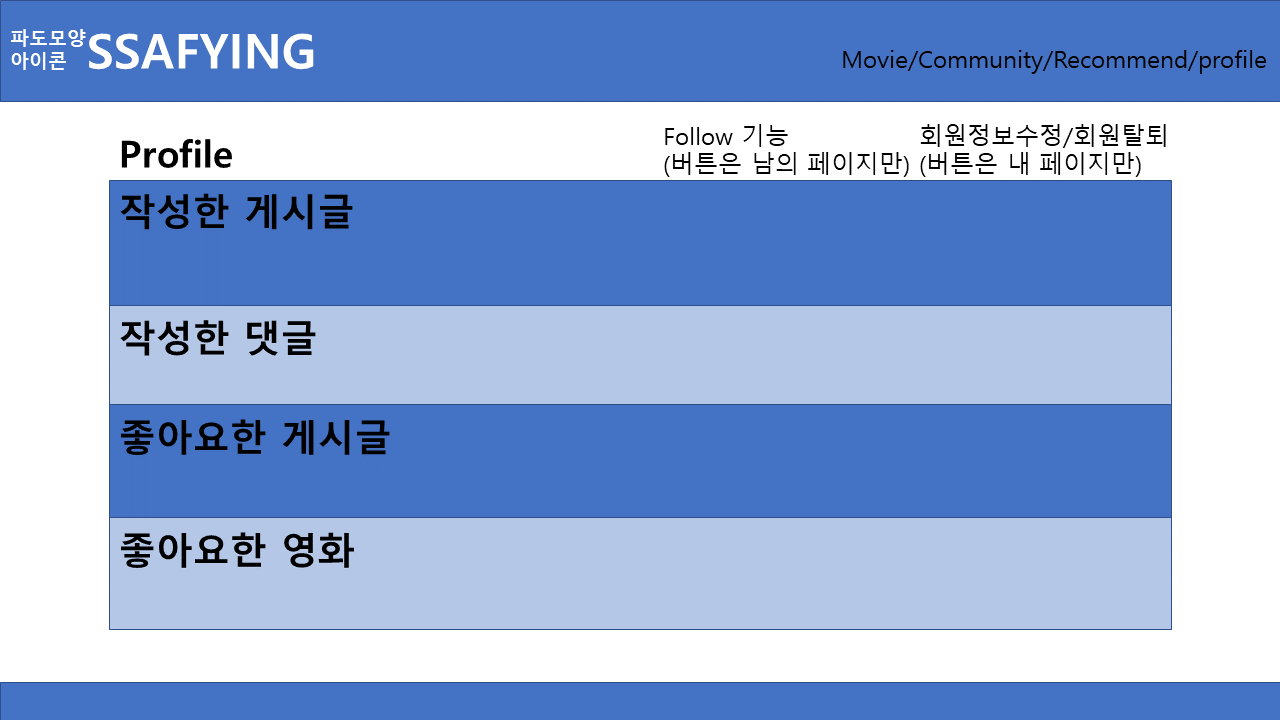 파도모양
아이콘
SSAFYING
Movie/Community/Recommend/profile
Profile
Follow 기능
(버튼은 남의 페이지만)
회원정보수정/회원탈퇴
(버튼은 내 페이지만)
작성한 게시글
작성한 댓글
좋아요한 게시글
좋아요한 영화